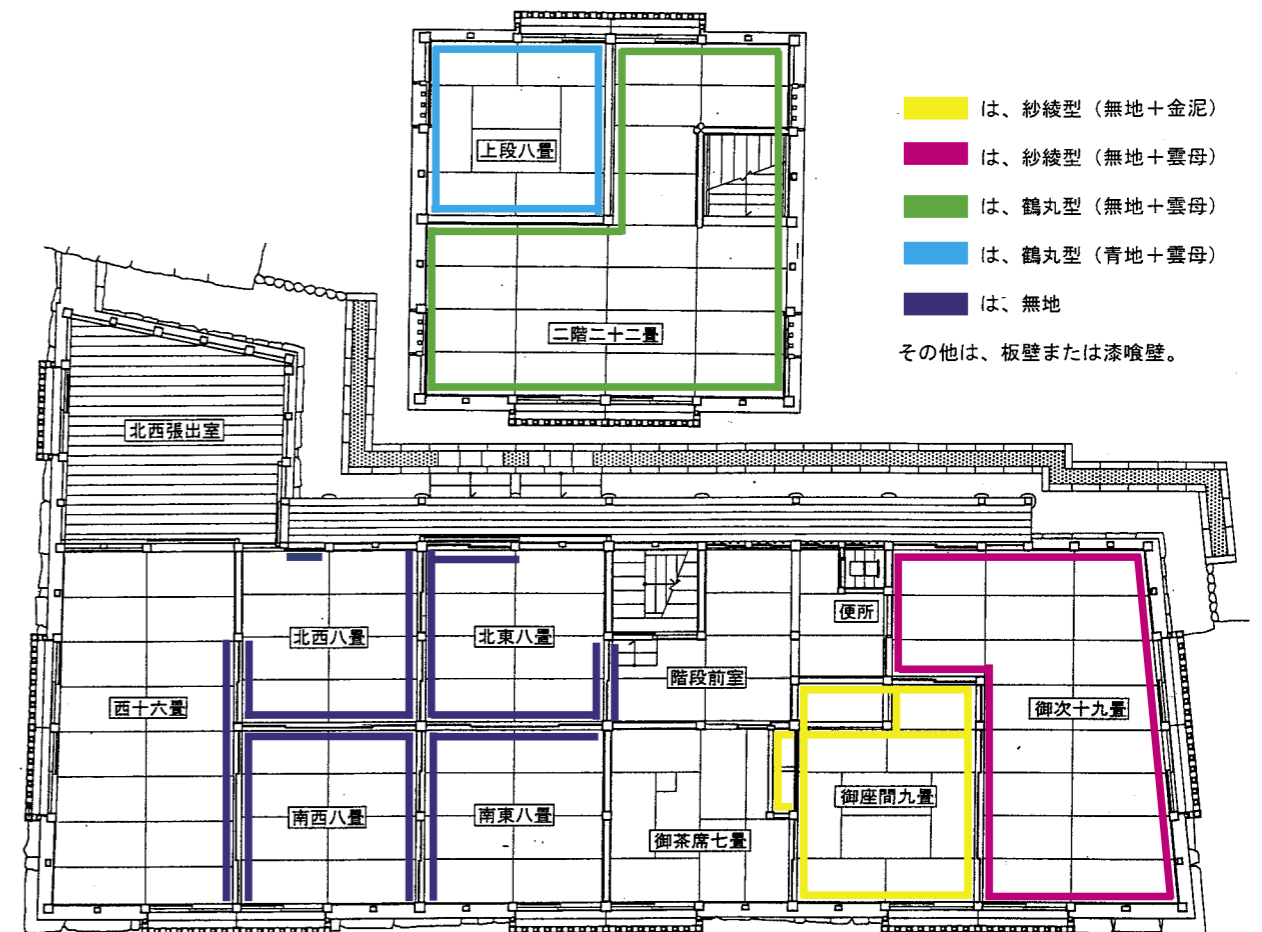 上段八畳
二階二十二畳
は、紗綾型（無地＋金泥）
は、紗綾型（無地＋雲母）
は、鶴丸型（無地＋雲母）
は、鶴丸型（青地＋雲母）
は、無地
その他は、板壁または漆喰壁。
北西張出室
北西八畳
北東八畳
便所
階段前室
西十六畳
御次十九畳
南西八畳
南東八畳
御茶席七畳
御座間九畳